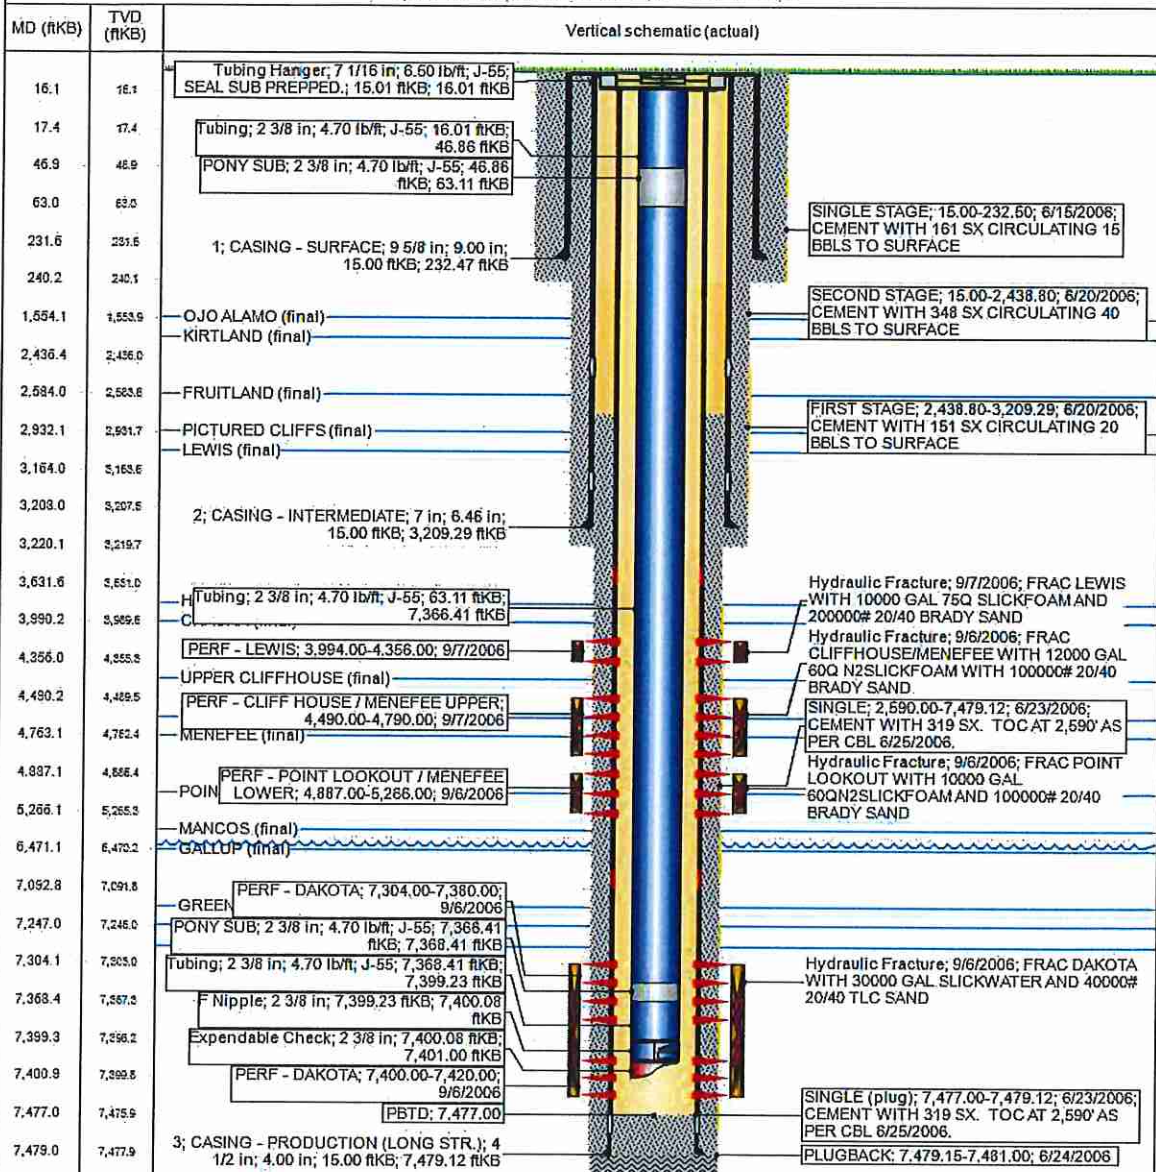 MD (ftKB)
TVD
(ftKB)
Vertical schematic (actual)
16.1
17.4
46.9
63.0
231.6
240.2
1,554.1
2,436.4
2,584.0
2,932.1
3,164.0
3,208.0
3,220.1
3,631.6
3,990.2
4,356.0
4,490.2
4,763.1
4,887.1
5,266.1
6,471.1
7,092.8
7,247.0
7,304.1
7,368.4
7,399.3
7,400.9
7,477.0
7,479.0
16.1
17.4
46.9
63.0
231.5
240.1
1,553.9
2,436.0
2,583.6
2,931.7
3,163.6
3,207.5
3,219.7
3,631.0
3,989.6
4,355.3
4,489.5
4,762.4
4,886.4
5,265.3
6,470.2
7,091.8
7,246.0
7,303.0
7,367.3
7,398.2
7,399.8
7,475.9
7,477.9
Tubing Hanger; 7 1/16 in; 6.50 lb/ft; J-55;
SEAL SUB PREPPED.; 15.01 ftKB; 16.01 ftKB
Tubing; 2 3/8 in; 4.70 lb/ft; J-55; 16.01 ftKB;
46.86 ftKB
PONY SUB; 2 3/8 in; 4.70 lb/ft; J-55; 46.86
ftKB; 63.11 ftKB
1; CASING - SURFACE; 9 5/8 in; 9.00 in;
15.00 ftKB; 232.47 ftKB
OJO ALAMO (final)
KIRTLAND (final)
FRUITLAND (final)
PICTURED CLIFFS (final)
LEWIS (final)
2; CASING - INTERMEDIATE; 7 in; 6.46 in;
15.00 ftKB; 3,209.29 ftKB
H
Tubing; 2 3/8 in; 4.70 lb/ft; J-55; 63.11 ftKB;
7,366.41 ftKB
PERF - LEWIS; 3,994.00-4,356.00; 9/7/2006
UPPER CLIFFHOUSE (final)
PERF - CLIFF HOUSE / MENEFEE UPPER;
4,490.00-4,790.00; 9/7/2006
MENEFEE (final)
PERF - POINT LOOKOUT / MENEFEE
POIN
LOWER; 4,887.00-5,266.00; 9/6/2006
MANCOS (final)
GALLUP (final)
PERF - DAKOTA; 7,304.00-7,380.00;
9/6/2006
GREEN
PONY SUB; 2 3/8 in; 4.70 lb/ft; J-55; 7,366.41
ftKB; 7,368.41 ftKB
Tubing; 2 3/8 in; 4.70 lb/ft; J-55; 7,368.41 ftKB;
7,399.23 ftKB
F Nipple; 2 3/8 in; 7,399.23 ftKB; 7,400.08
ftKB
Expendable Check; 2 3/8 in; 7,400.08 ftKB;
7,401.00 ftKB
PERF - DAKOTA; 7,400.00-7,420.00;
9/6/2006
PBTD; 7,477.00
3; CASING - PRODUCTION (LONG STR.); 4
1/2 in; 4.00 in; 15.00 ftKB; 7,479.12 ftKB
SINGLE STAGE; 15.00-232.50; 6/15/2006;
CEMENT WITH 161 SX CIRCULATING 15
BBLS TO SURFACE
SECOND STAGE; 15.00-2,438.80; 6/20/2006;
CEMENT WITH 348 SX CIRCULATING 40
BBLS TO SURFACE
FIRST STAGE; 2,438.80-3,209.29; 6/20/2006;
CEMENT WITH 151 SX CIRCULATING 20
BBLS TO SURFACE
Hydraulic Fracture; 9/7/2006; FRAC LEWIS
WITH 10000 GAL 75Q SLICKFOAM AND
200000# 20/40 BRADY SAND
Hydraulic Fracture; 9/6/2006; FRAC
CLIFFHOUSE/MENEFEE WITH 12000 GAL
60Q N2SLICKFOAM WITH 100000# 20/40
BRADY SAND.
SINGLE; 2,590.00-7,479.12; 6/23/2006;
CEMENT WITH 319 SX. TOC AT 2,590' AS
PER CBL 6/25/2006.
Hydraulic Fracture; 9/6/2006; FRAC POINT
LOOKOUT WITH 10000 GAL
60QN2SLICKFOAM AND 100000# 20/40
BRADY SAND
Hydraulic Fracture; 9/6/2006; FRAC DAKOTA
WITH 30000 GAL SLICKWATER AND 40000#
20/40 TLC SAND
SINGLE (plug); 7,477.00-7,479.12; 6/23/2006;
CEMENT WITH 319 SX. TOC AT 2,590' AS
PER CBL 6/25/2006.
PLUGBACK; 7,479.15-7,481.00; 6/24/2006